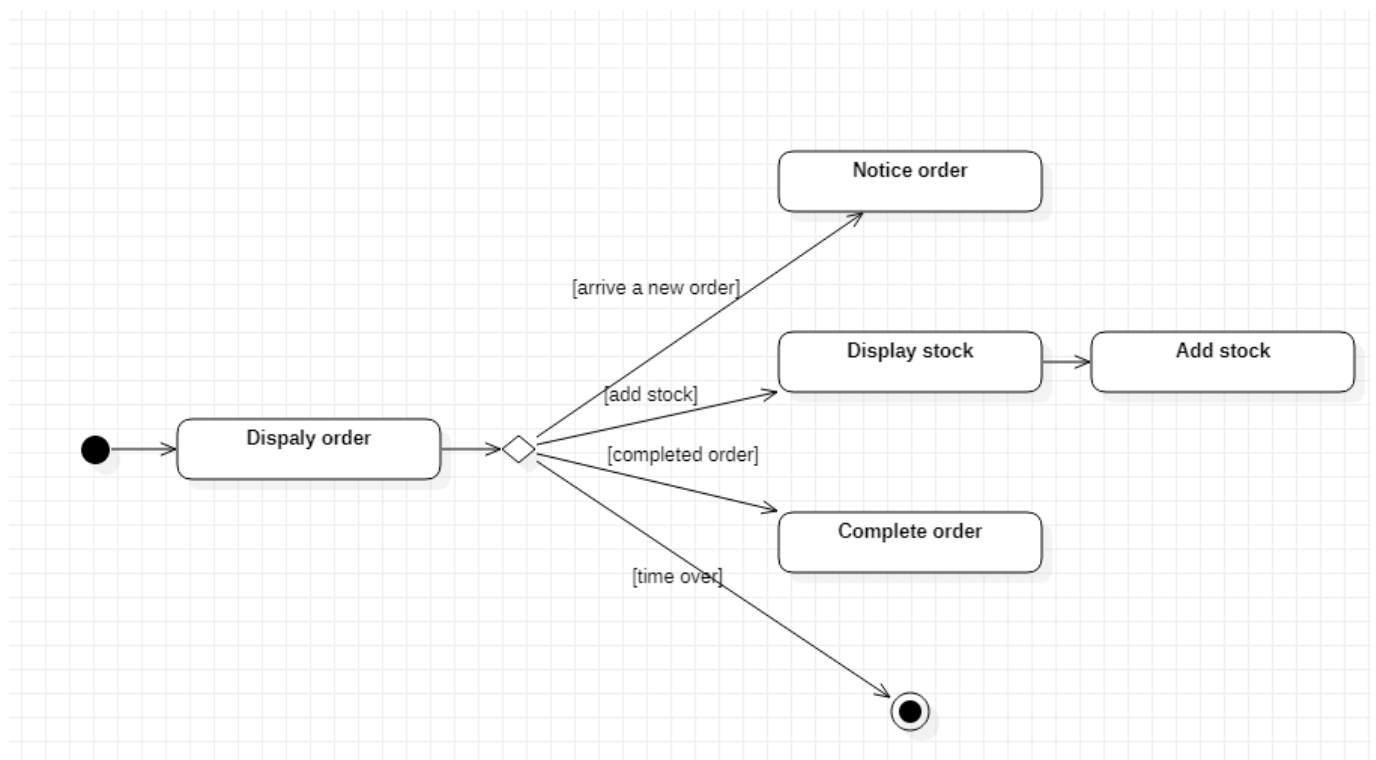 Notice order
[arrive a new order]
Display stock
Add stock
[add stock]
Dispaly order
[completed order]
Complete order
[time over]